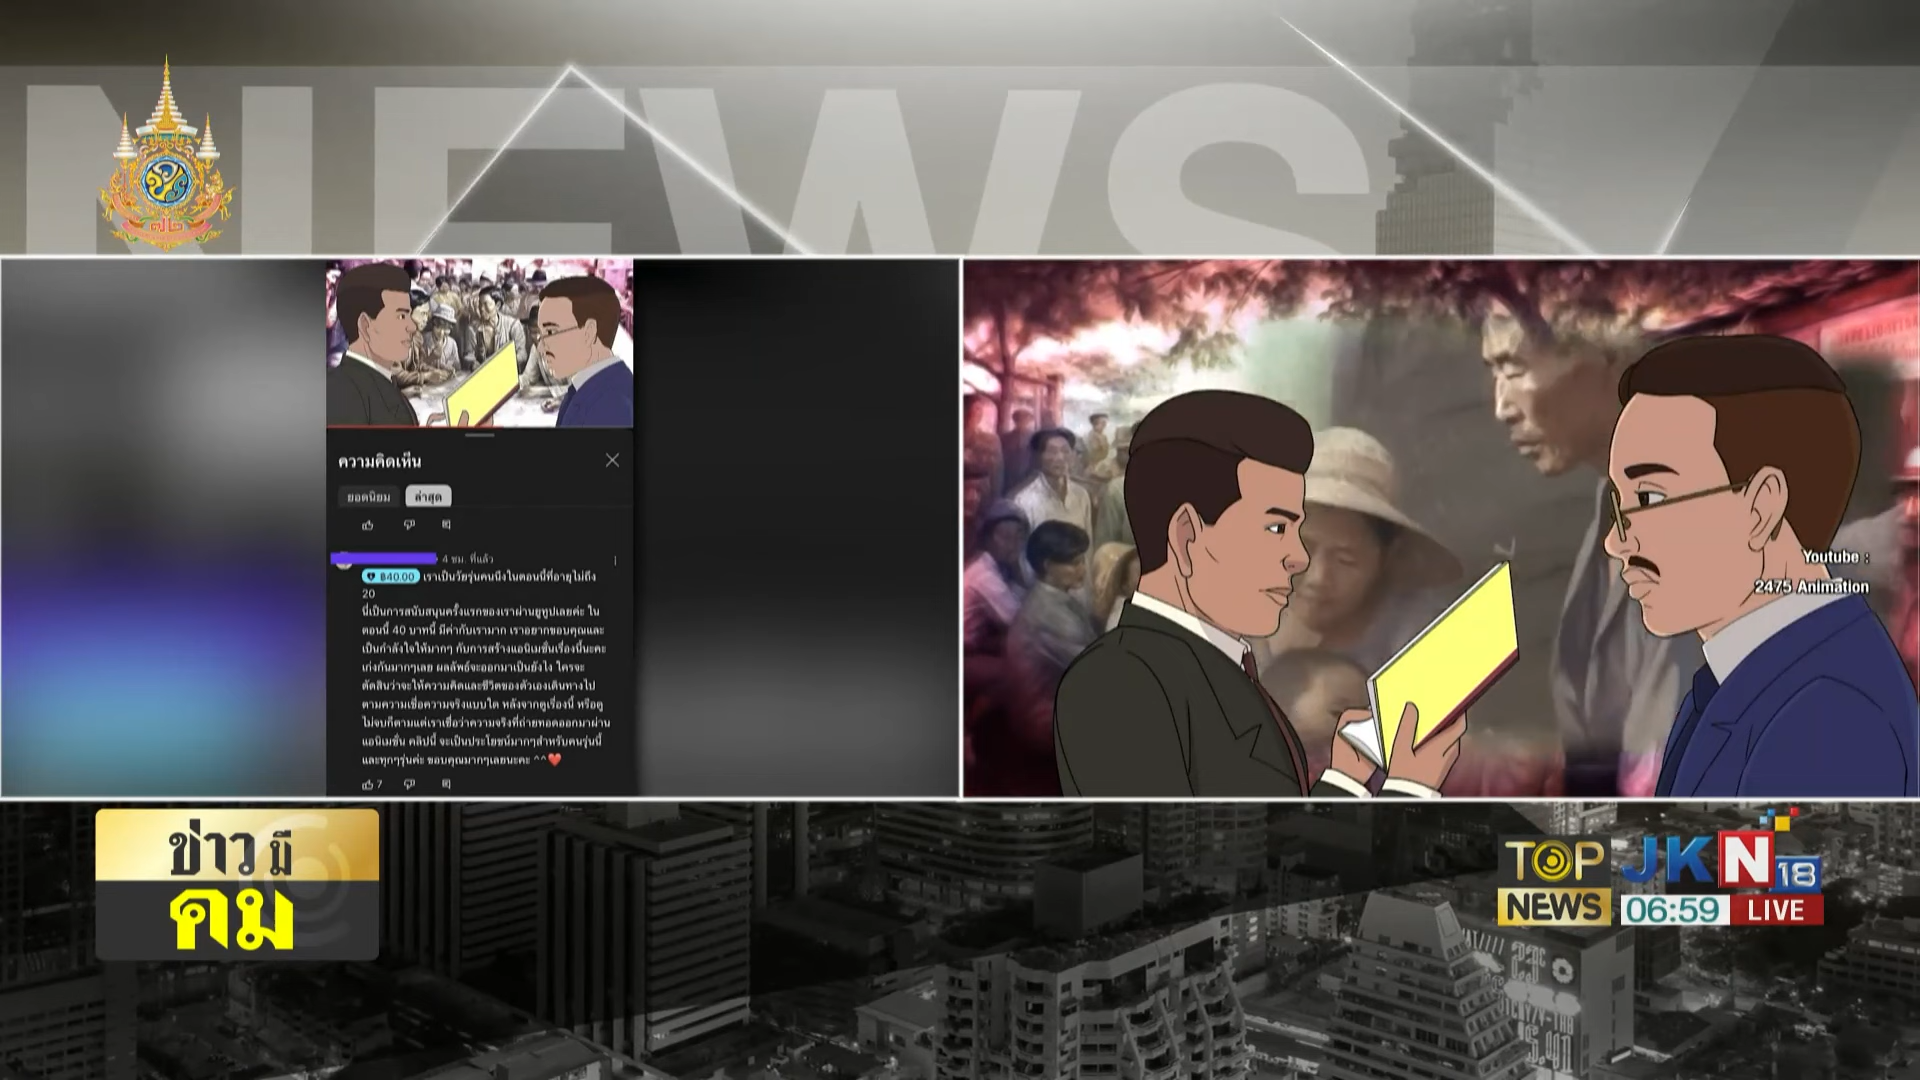 NEWS
ความคิดเห็น
ยอดนิยม
ล่าสุด
4 ชม. ที่แล้ว
฿40.00 เราเป็นวัยรุ่นคนนึงในตอนนี้ที่อายุไม่ถึง
20
นี่เป็นการสนับสนุนครั้งแรกของเราผ่านยูทูปเลยค่ะ ใน
ตอนนี้ 40 บาทนี้ มีค่ากับเรามาก เราอยากขอบคุณและ
เป็นกำลังใจให้มากๆ กับการสร้างแอนิเมชั่นเรื่องนี้นะคะ
เก่งกันมากๆเลย ผลลัพธ์จะออกมาเป็นยังไง ใครจะ
ตัดสินว่าจะให้ความคิดและชีวิตของตัวเองเดินทางไป
ตามความเชื่อความจริงแบบใด หลังจากดูเรื่องนี้ หรือดู
ไม่จบก็ตามแต่เราเชื่อว่าความจริงที่ถ่ายทอดออกมาผ่าน
แอนิเมชั่น คลิปนี้ จะเป็นประโยชน์มากๆสำหรับคนรุ่นนี้
และทุกๆรุ่นค่ะ ขอบคุณมากๆเลยนะคะ ^^❤️
7
Youtube :
2475 Animation
ข่าวมี
คม
TOP
NEWS
JKN18
06:59 LIVE